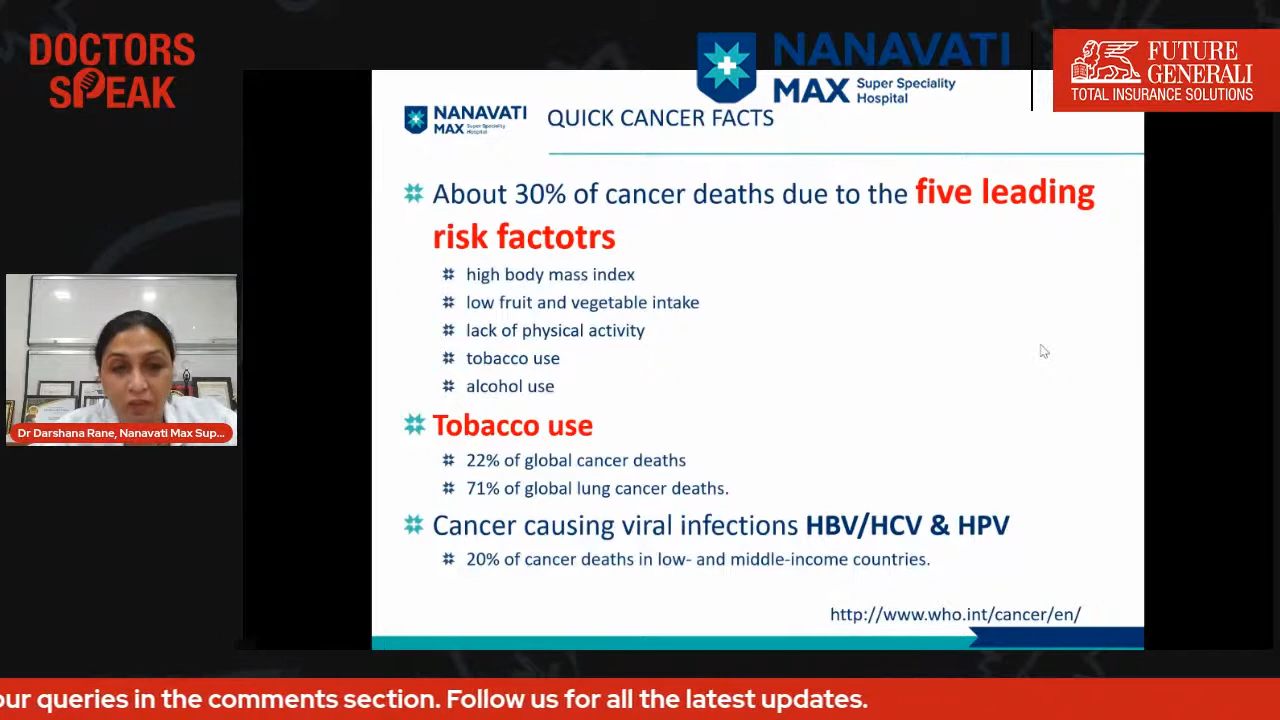 DOCTORS
SPEAK
NANAVATI
MAX Super Speciality
Hospital
FUTURE
GENERALI
TOTAL INSURANCE SOLUTIONS
NANAVATI
MAX Super Speciality
Hospital
QUICK CANCER FACTS
About 30% of cancer deaths due to the five leading
risk factotrs
high body mass index
low fruit and vegetable intake
lack of physical activity
tobacco use
alcohol use
Tobacco use
22% of global cancer deaths
71% of global lung cancer deaths.
Cancer causing viral infections HBV/HCV & HPV
20% of cancer deaths in low- and middle-income countries.
http://www.who.int/cancer/en/
Dr Darshana Rane, Nanavati Max Sup...
our queries in the comments section. Follow us for all the latest updates.